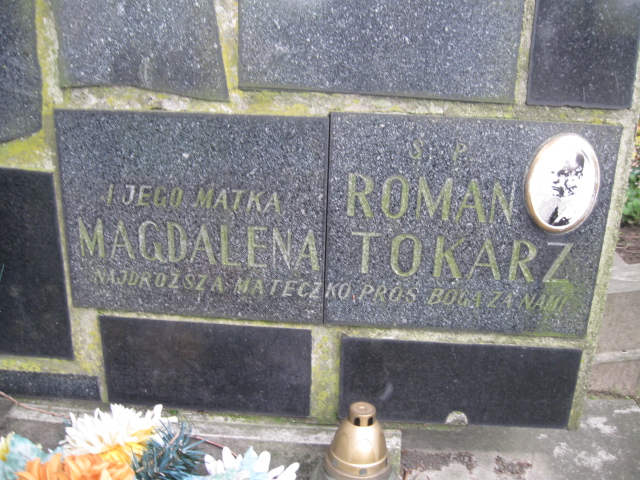 Ś. P.
ROMAN
TOKARZ
I JEGO MATKA
MAGDALENA
NAJDROŻSZA MATECZKO PROŚ BOGA ZA NAMI